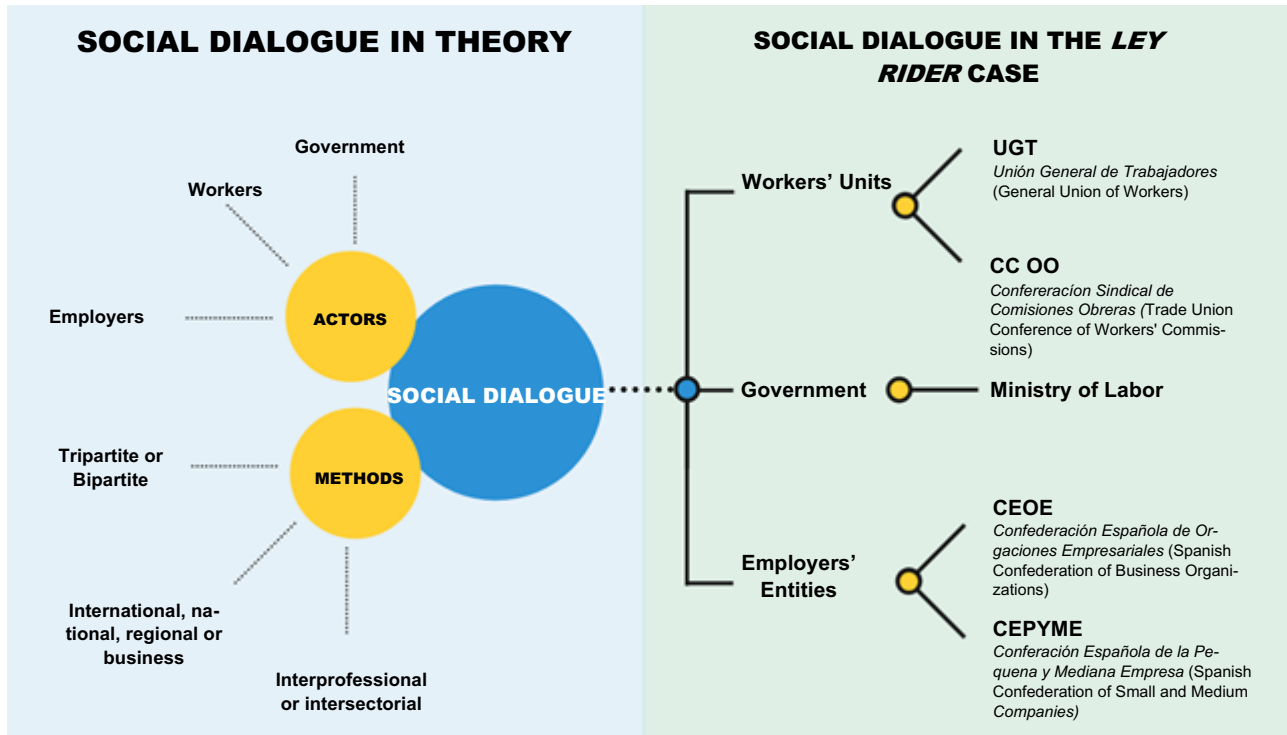 SOCIAL DIALOGUE IN THEORY
Government
Workers
Employers
ACTORS
SOCIAL DIALOGUE
METHODS
Tripartite or
Bipartite
International, na-
tional, regional or
business
Interprofessional
or intersectorial
SOCIAL DIALOGUE IN THE LEY
RIDER CASE
Workers’ Units
UGT
Unión General de Trabajadores
(General Union of Workers)
CC OO
Confereracíon Sindical de
Comisiones Obreras (Trade Union
Conference of Workers' Commis-
sions)
Government
Ministry of Labor
Employers’
Entities
CEOE
Confederación Española de Or-
gaciones Empresariales (Spanish
Confederation of Business Organi-
zations)
CEPYME
Conferación Española de la Pe-
quena y Mediana Empresa (Spanish
Confederation of Small and Medium
Companies)